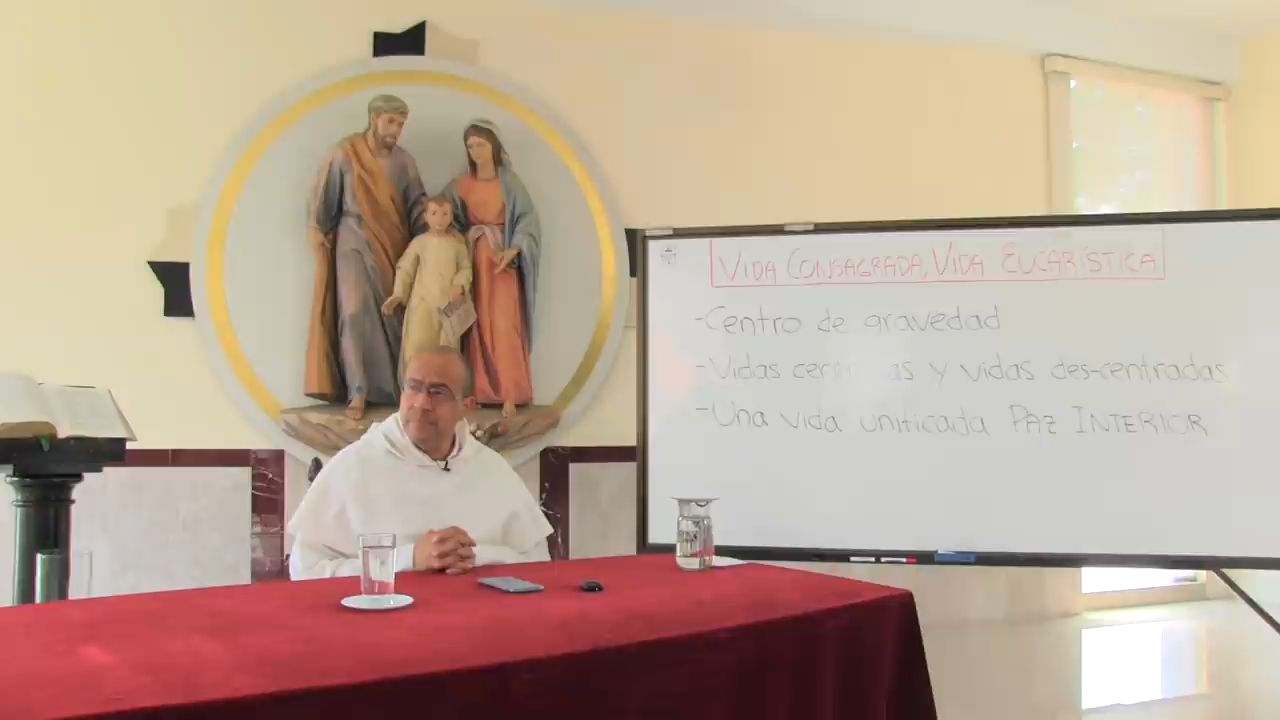 VIDA CONSAGRADA, VIDA EUCARÍSTICA
-Centro de gravedad
-Vidas y vidas des-centradas
-Una vida unificada PAZ INTERIOR